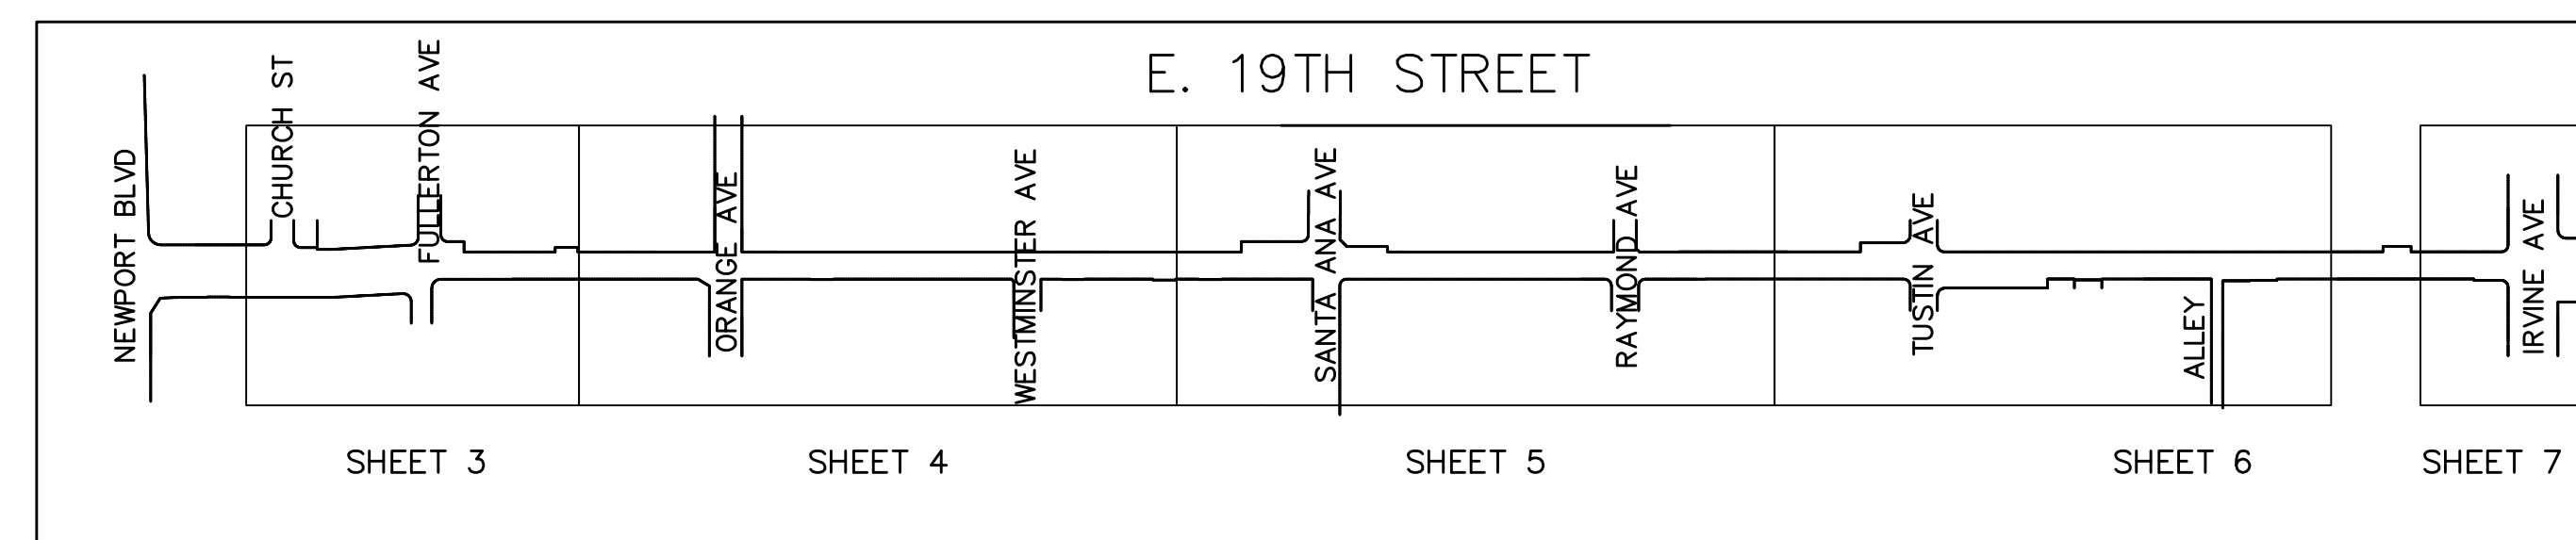 E. 19TH STREET
NEWPORT BLVD
CHURCH ST
FULLERTON AVE
ORANGE AVE
WESTMINSTER AVE
SANTA ANA AVE
RAYMOND AVE
TUSTIN AVE
ALLEY
IRVINE AVE
SHEET 3
SHEET 4
SHEET 5
SHEET 6
SHEET 7